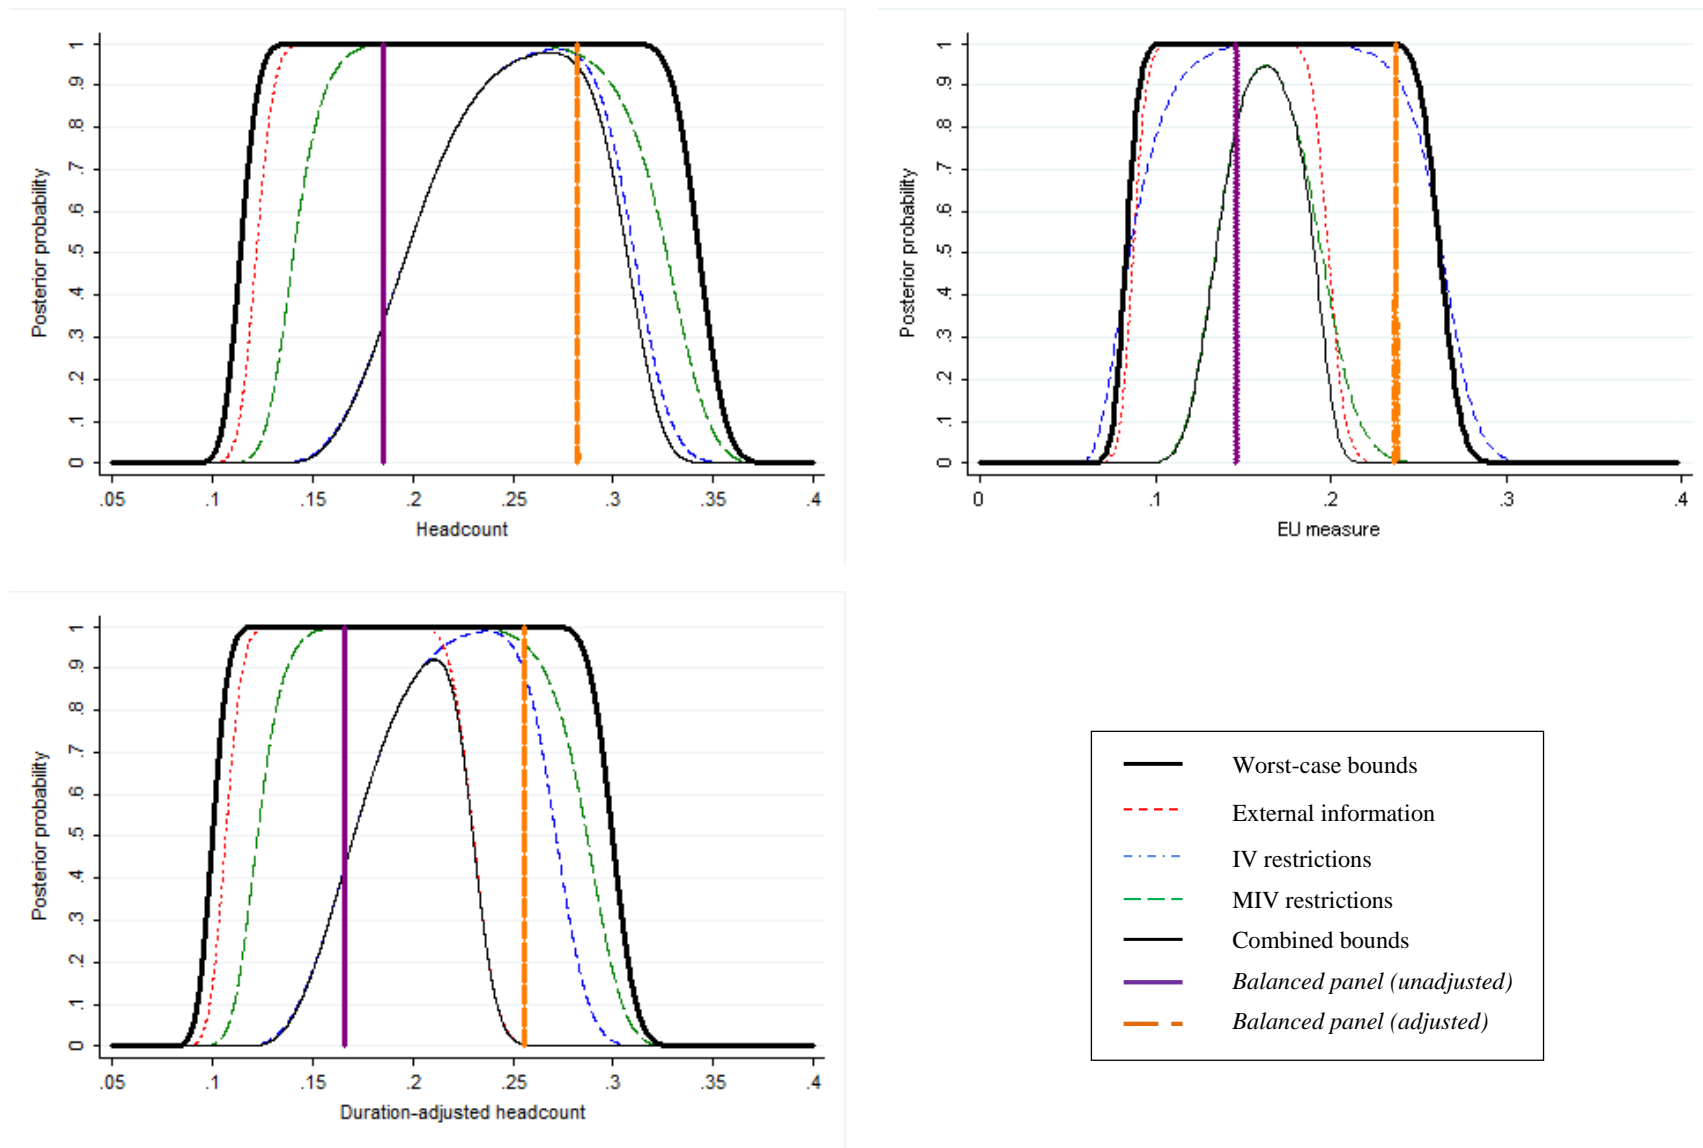 Posterior probability
1
.9
.8
.7
.6
.5
.4
.3
.2
.1
0
.05 .1 .15 .2 .25 .3 .35 .4
Headcount
Posterior probability
1
.9
.8
.7
.6
.5
.4
.3
.2
.1
0
0 .1 .2 .3 .4
EU measure
Posterior probability
1
.9
.8
.7
.6
.5
.4
.3
.2
.1
0
.05 .1 .15 .2 .25 .3 .35 .4
Duration-adjusted headcount
Worst-case bounds
External information
IV restrictions
MIV restrictions
Combined bounds
Balanced panel (unadjusted)
Balanced panel (adjusted)